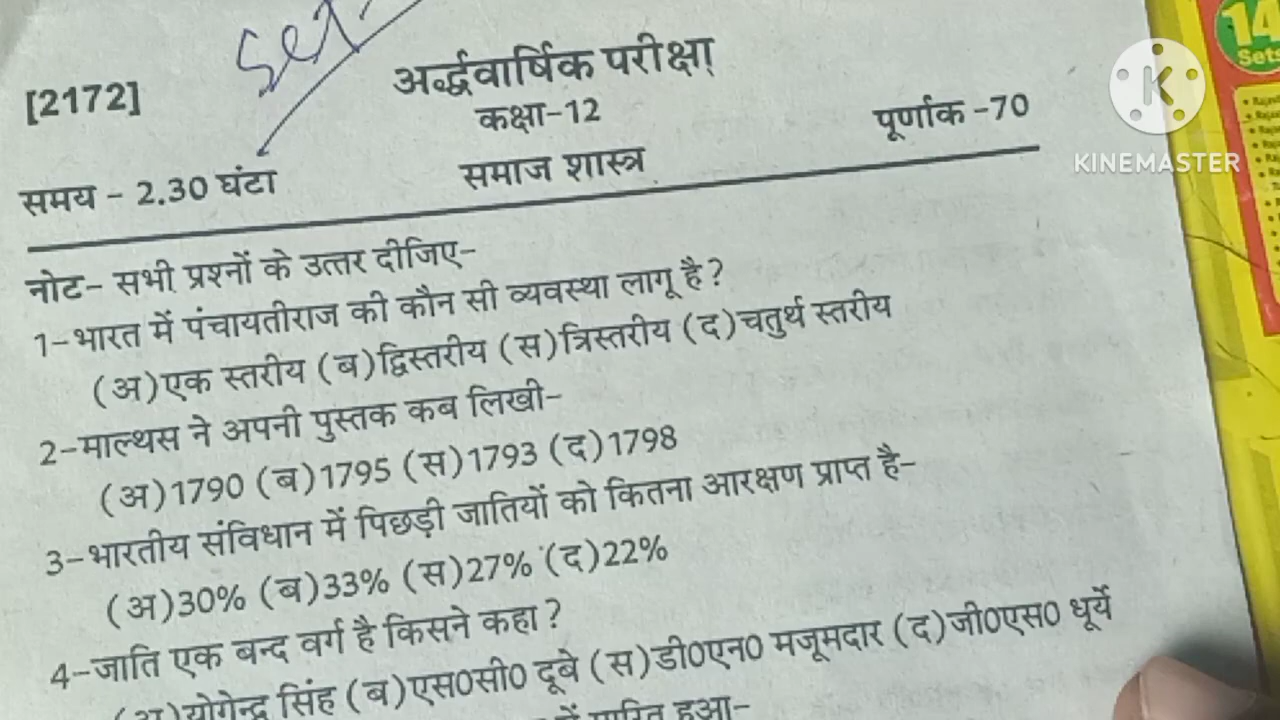 Set
[2172]
अर्द्धवार्षिक परीक्षा
कक्षा-12
समय - 2.30 घंटा
समाज शास्त्र
पूर्णाक -70
नोट- सभी प्रश्नों के उत्तर दीजिए-
1-भारत में पंचायतीराज की कौन सी व्यवस्था लागू है ?
(अ)एक स्तरीय (ब)द्विस्तरीय (स)त्रिस्तरीय (द)चतुर्थ स्तरीय
2-माल्थस ने अपनी पुस्तक कब लिखी-
(अ)1790 (ब)1795 (स)1793 (द)1798
3-भारतीय संविधान में पिछड़ी जातियों को कितना आरक्षण प्राप्त है-
(अ)30% (ब)33% (स)27% (द)22%
4-जाति एक बन्द वर्ग है किसने कहा ?
(अ)योगेन्द्र सिंह (ब)एस0सी0 दूबे (स)डी0एन0 मजूमदार (द)जी0एस0 धूर्ये
में पारित हुआ-
14
Sets
K
KINEMASTER